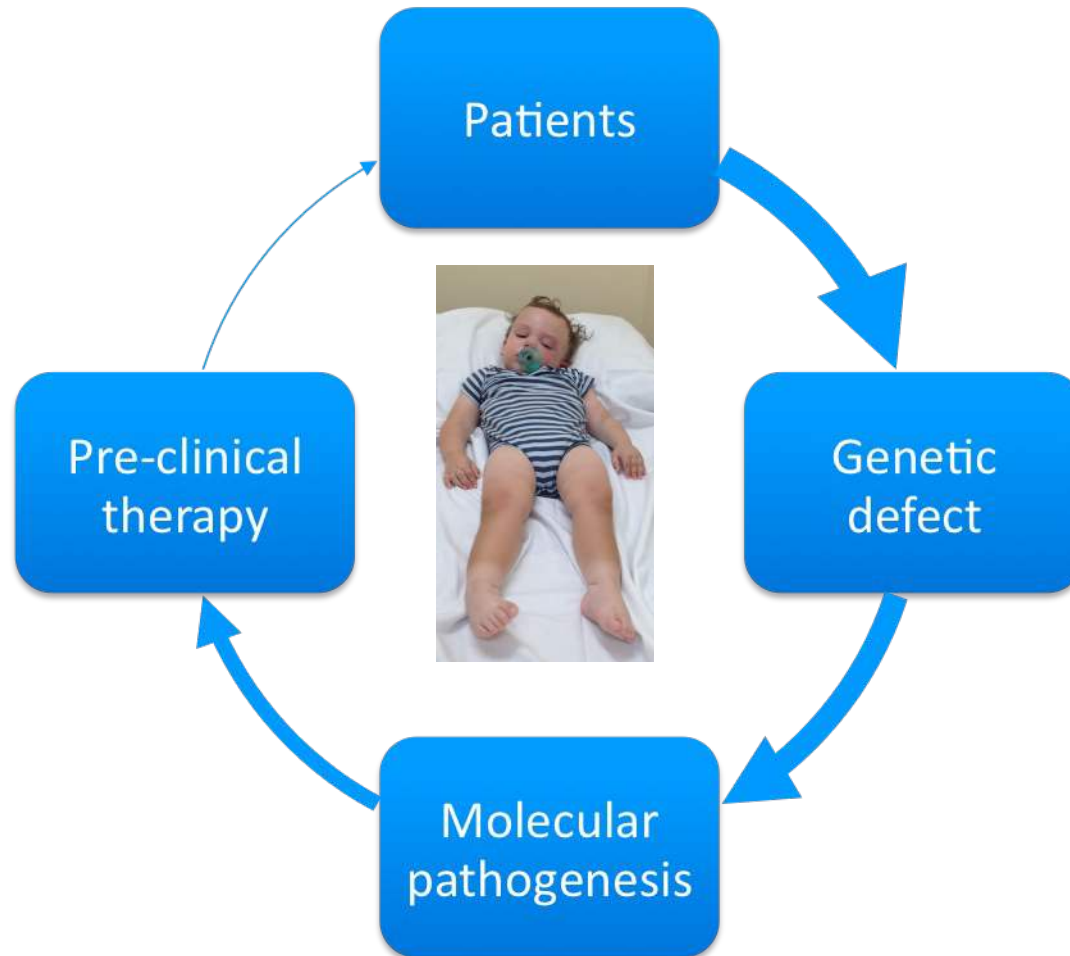 Patients
Genetic
defect
Molecular
pathogenesis
Pre-clinical
therapy